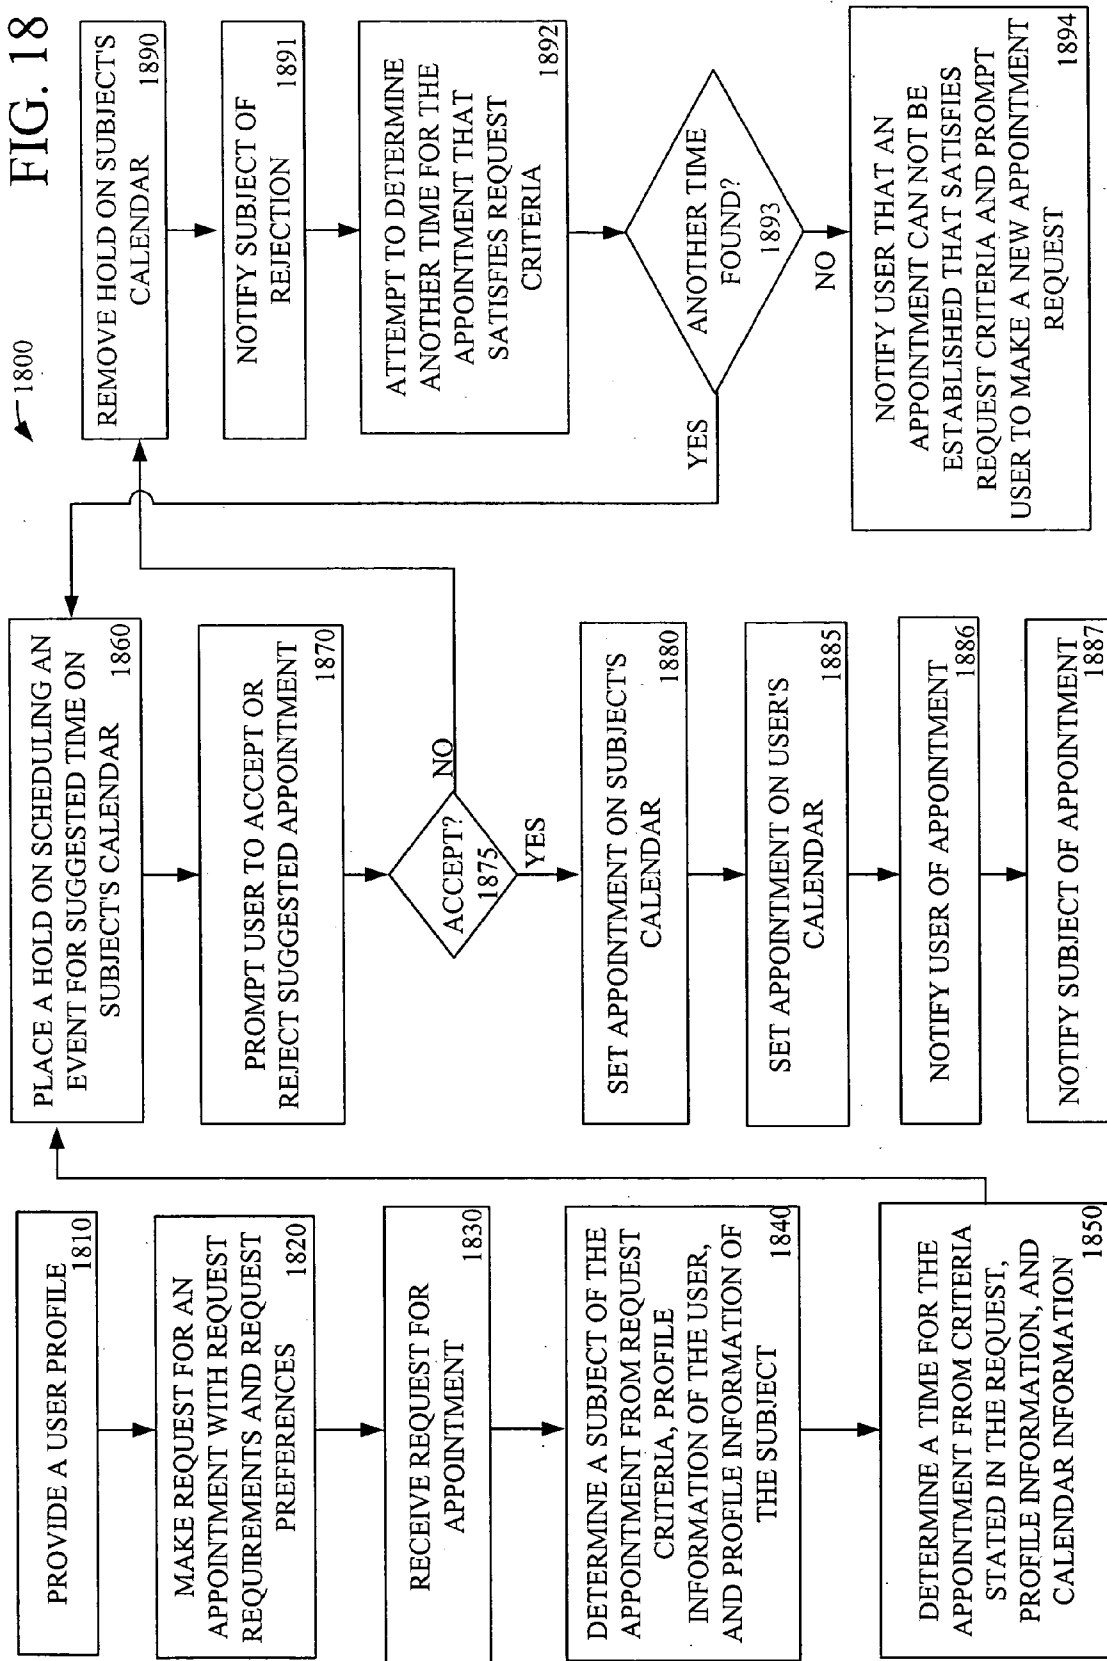 FIG. 18
1800
PROVIDE A USER PROFILE
1810
MAKE REQUEST FOR AN
APPOINTMENT WITH REQUEST
REQUIREMENTS AND REQUEST
PREFERENCES
1820
RECEIVE REQUEST FOR
APPOINTMENT
1830
DETERMINE A SUBJECT OF THE
APPOINTMENT FROM REQUEST
CRITERIA, PROFILE
INFORMATION OF THE USER,
AND PROFILE INFORMATION OF
THE SUBJECT
1840
DETERMINE A TIME FOR THE
APPOINTMENT FROM CRITERIA
STATED IN THE REQUEST,
PROFILE INFORMATION, AND
CALENDAR INFORMATION
1850
PLACE A HOLD ON SCHEDULING AN
EVENT FOR SUGGESTED TIME ON
SUBJECT'S CALENDAR
1860
PROMPT USER TO ACCEPT OR
REJECT SUGGESTED APPOINTMENT
1870
ACCEPT?
1875
NO
YES
SET APPOINTMENT ON SUBJECT'S
CALENDAR
1880
SET APPOINTMENT ON USER'S
CALENDAR
1885
NOTIFY USER OF APPOINTMENT
1886
NOTIFY SUBJECT OF APPOINTMENT
1887
REMOVE HOLD ON SUBJECT'S
CALENDAR
1890
NOTIFY SUBJECT OF
REJECTION
1891
ATTEMPT TO DETERMINE
ANOTHER TIME FOR THE
APPOINTMENT THAT
SATISFIES REQUEST
CRITERIA
1892
ANOTHER TIME
FOUND?
1893
YES
NO
NOTIFY USER THAT AN
APPOINTMENT CAN NOT BE
ESTABLISHED THAT SATISFIES
REQUEST CRITERIA AND PROMPT
USER TO MAKE A NEW APPOINTMENT
REQUEST
1894